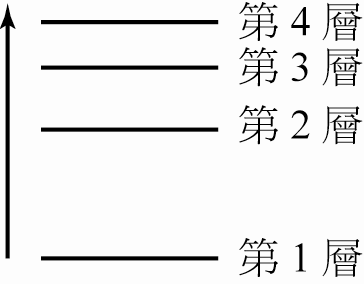 第 4 層
第 3 層
第 2 層
第 1 層